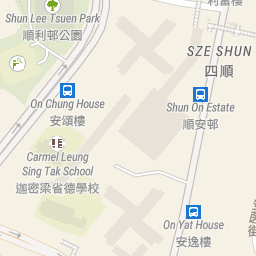 Shun Lee Tsuen Park
順利邨公園
利富樓
SZE SHUN
四順
On Chung House
安頌樓
Shun On Estate
順安邨
Carmel Leung
Sing Tak School
迦密梁省德學校
On Yat House
安逸樓